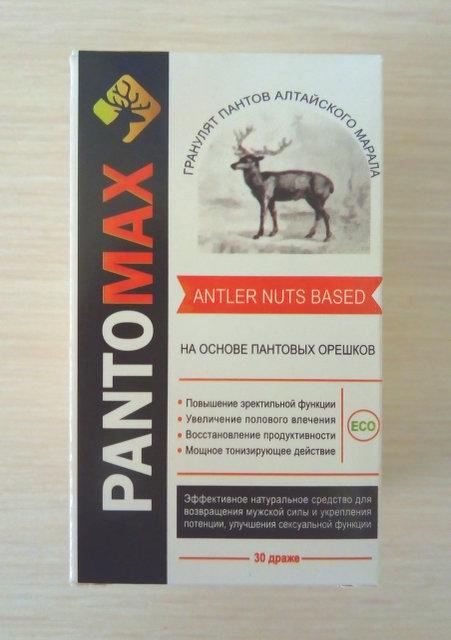 PANTOMAX
ГРАНУЛЯТ ПАНТОВ АЛТАЙСКОГО МАРАЛА
ANTLER NUTS BASED
НА ОСНОВЕ ПАНТОВЫХ ОРЕШКОВ
• Повышение эректильной функции
• Увеличение полового влечения
• Восстановление продуктивности
• Мощное тонизирующее действие
ECO
Эффективное натуральное средство для
возвращения мужской силы и укрепления
потенции, улучшения сексуальной функции
30 драже